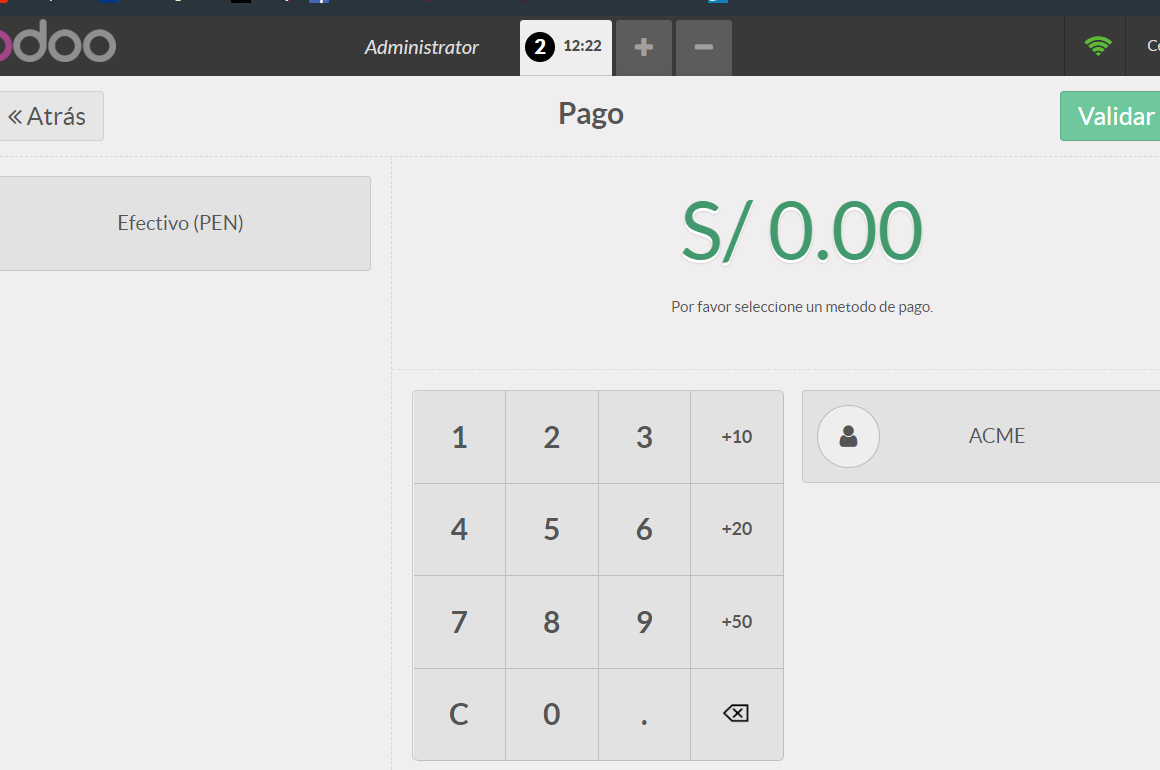 odoo
Administrator
2 12:22
+
−
« Atrás
Pago
Validar
Efectivo (PEN)
S/ 0.00
Por favor seleccione un metodo de pago.
1 2 3 +10
ACME
4 5 6 +20
7 8 9 +50
C 0 .